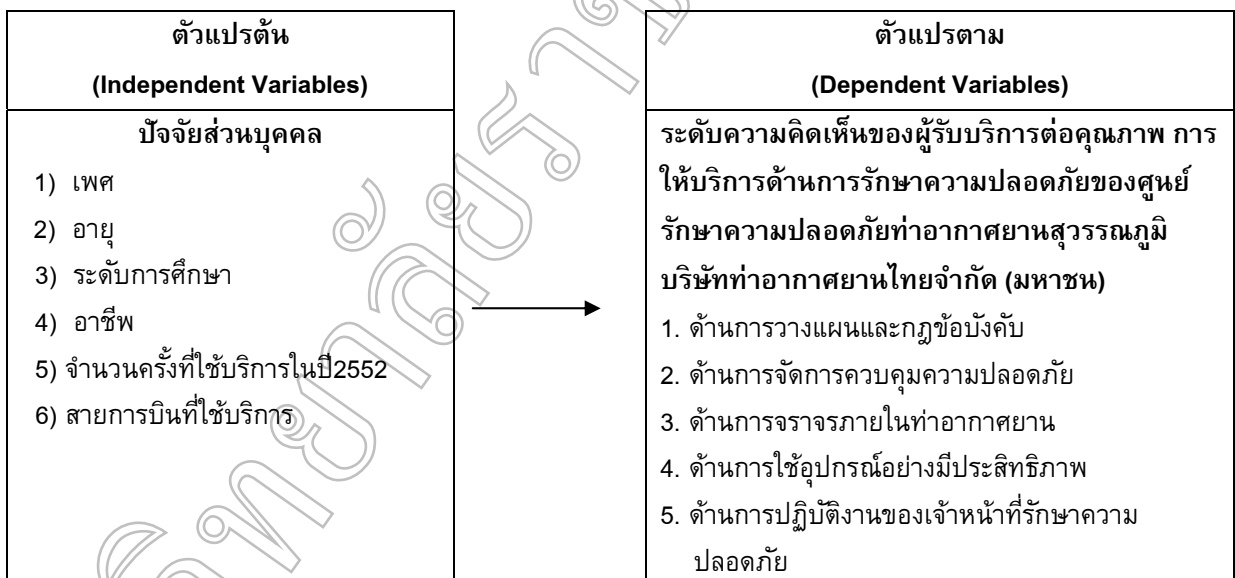 ตัวแปรต้น
(Independent Variables)
ปัจจัยส่วนบุคคล
1) เพศ
2) อายุ
3) ระดับการศึกษา
4) อาชีพ
5) จำนวนครั้งที่ใช้บริการในปี2552
6) สายการบินที่ใช้บริการ
ตัวแปรตาม
(Dependent Variables)
ระดับความคิดเห็นของผู้รับบริการต่อคุณภาพ การ
ให้บริการด้านการรักษาความปลอดภัยของศูนย์
รักษาความปลอดภัยท่าอากาศยานสุวรรณภูมิ
บริษัทท่าอากาศยานไทยจำกัด (มหาชน)
1. ด้านการวางแผนและกฎข้อบังคับ
2. ด้านการจัดการควบคุมความปลอดภัย
3. ด้านการจราจรภายในท่าอากาศยาน
4. ด้านการใช้อุปกรณ์อย่างมีประสิทธิภาพ
5. ด้านการปฏิบัติงานของเจ้าหน้าที่รักษาความ
ปลอดภัย